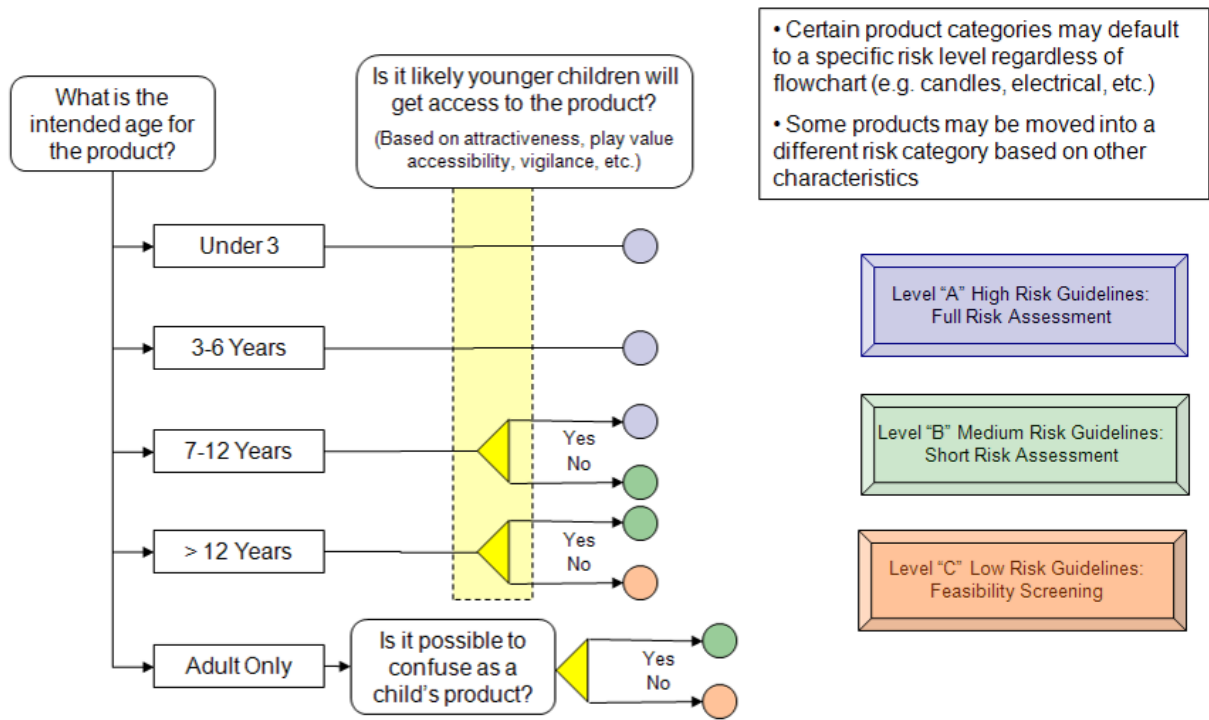 What is the
intended age for
the product?
Is it likely younger children will
get access to the product?
(Based on attractiveness, play value
accessibility, vigilance, etc.)
• Certain product categories may default
to a specific risk level regardless of
flowchart (e.g. candles, electrical, etc.)
• Some products may be moved into a
different risk category based on other
characteristics
Under 3
3-6 Years
7-12 Years
Yes
No
> 12 Years
Yes
No
Adult Only
Is it possible to
confuse as a
child's product?
Yes
No
Level “A” High Risk Guidelines:
Full Risk Assessment
Level “B” Medium Risk Guidelines:
Short Risk Assessment
Level “C” Low Risk Guidelines:
Feasibility Screening